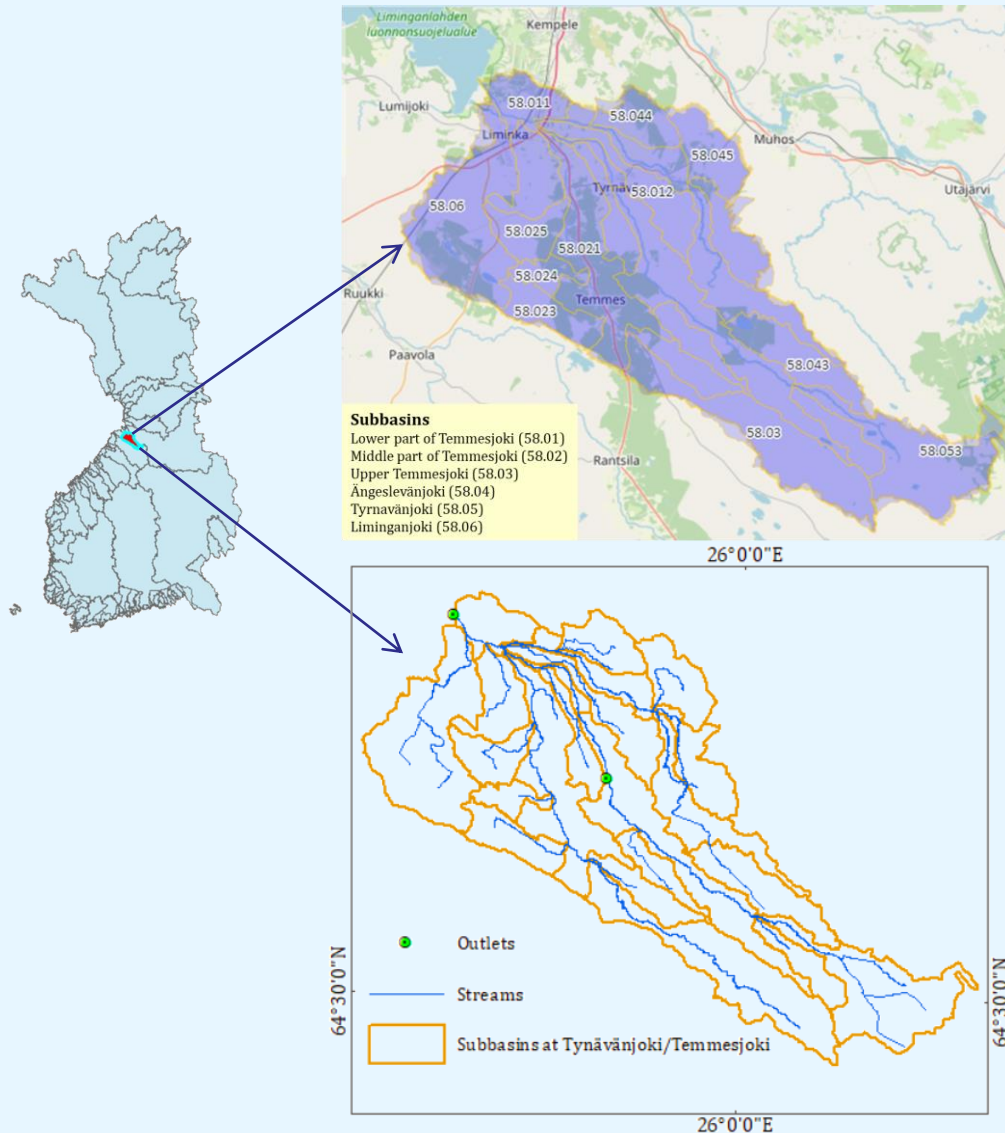 Liminganlahden
luonnonsuojelualue
Kempele
Lumijoki
58.011
58.044
Liminka
Muhos
58.045
Tyrnäv
58.012
Utajärvi
58.06
58.025
58.021
58.024
Ruukki
Temmes
58.023
Paavola
58.043
Subbasins
Lower part of Temmesjoki (58.01)
Middle part of Temmesjoki (58.02)
Upper Temmesjoki (58.03)
Ängeslevänjoki (58.04)
Tyrnavänjoki (58.05)
Liminganjoki (58.06)
58.03
58.053
Rantsila
26°0'0"E
Outlets
Streams
Subbasins at Tynävänjoki/Temmesjoki
64°30'0"N
64°30'0"N
26°0'0"E